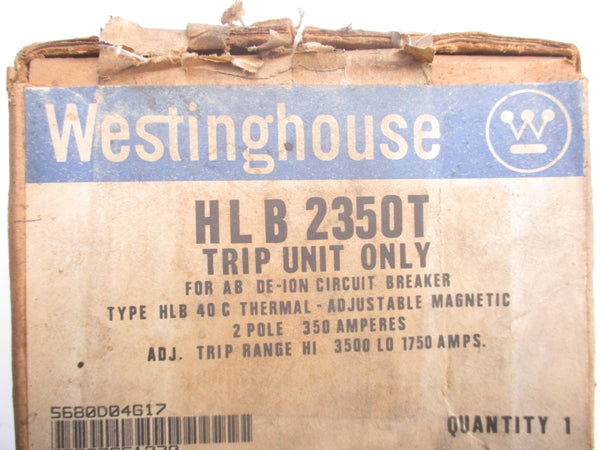 Westinghouse
HLB 2350T
TRIP UNIT ONLY
FOR AB DE-ION CIRCUIT BREAKER
TYPE HLB 40 C THERMAL - ADJUSTABLE MAGNETIC
2 POLE 350 AMPERES
ADJ. TRIP RANGE HI 3500 LO 1750 AMPS.
5680D04G17
QUANTITY 1